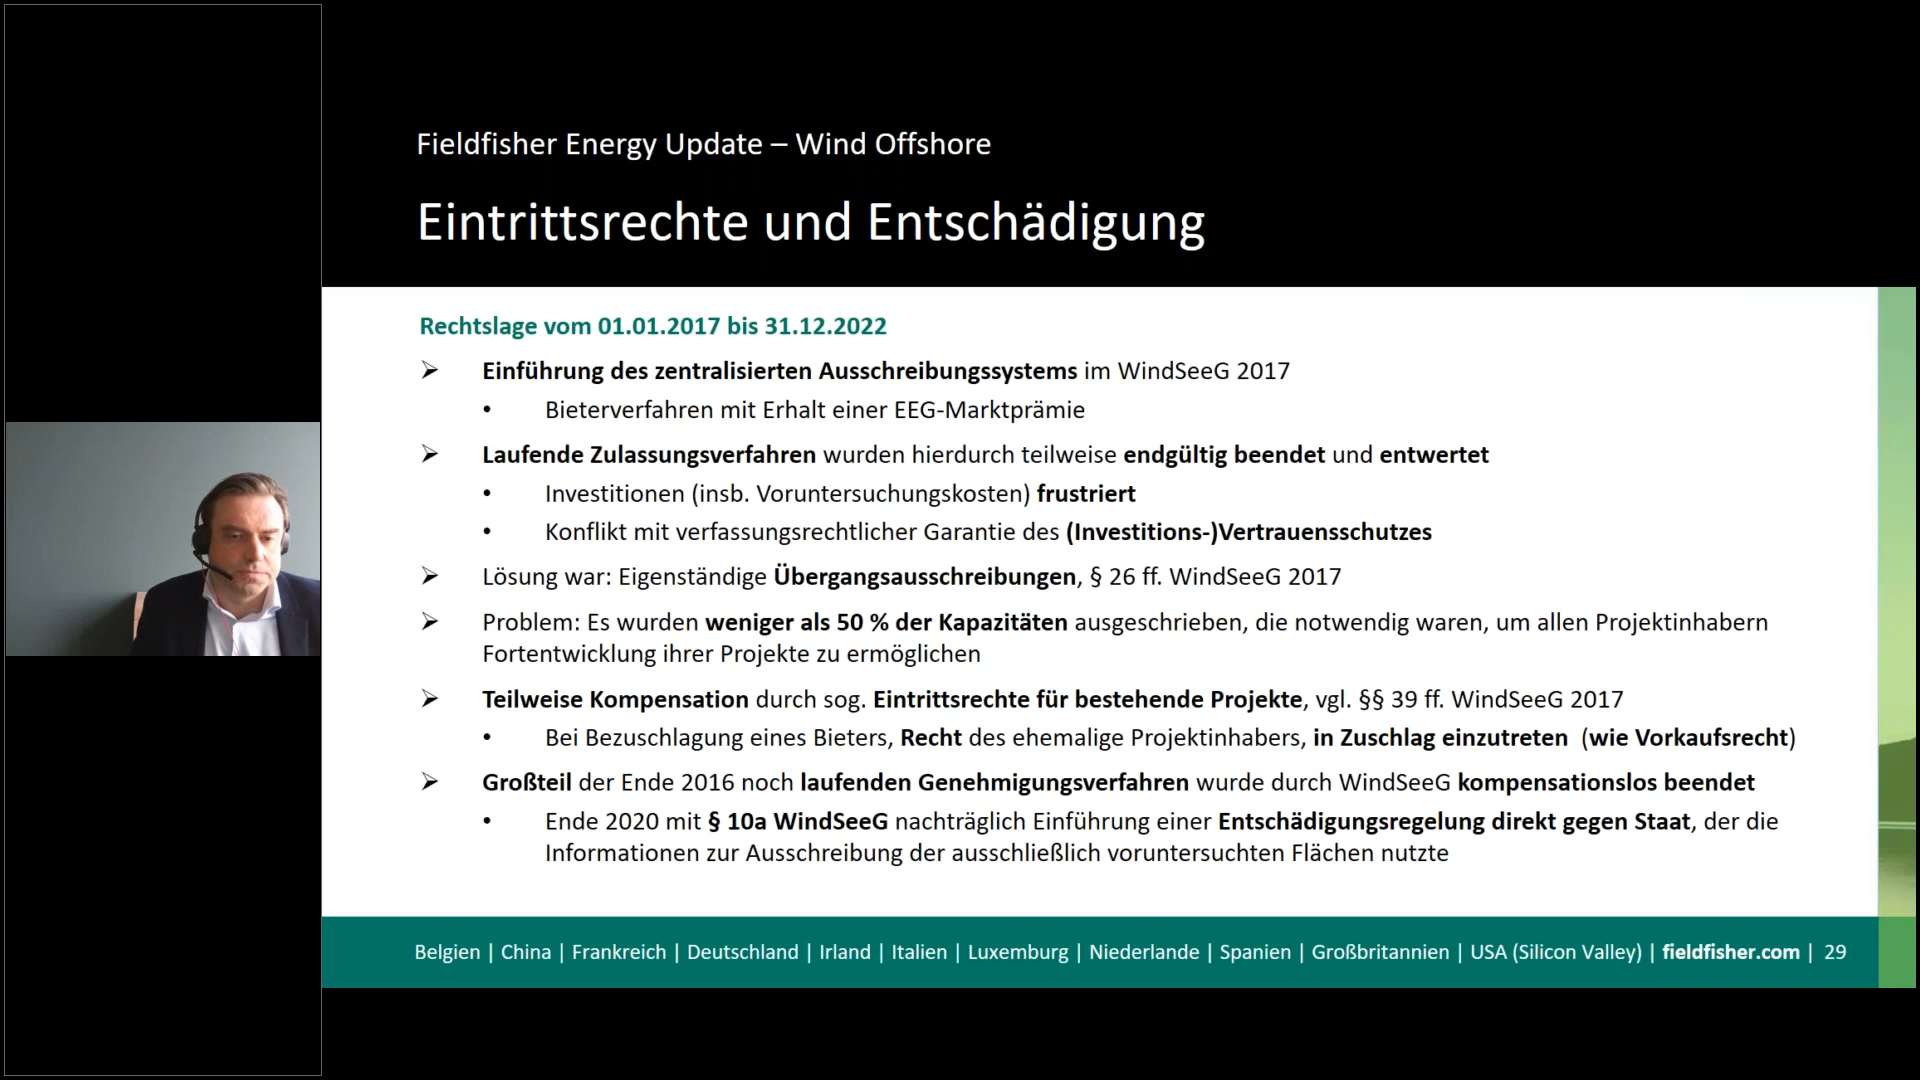 Fieldfisher Energy Update – Wind Offshore
Eintrittsrechte und Entschädigung
Rechtslage vom 01.01.2017 bis 31.12.2022
➢ Einführung des zentralisierten Ausschreibungssystems im WindSeeG 2017
• Bieterverfahren mit Erhalt einer EEG-Marktprämie
➢ Laufende Zulassungsverfahren wurden hierdurch teilweise endgültig beendet und entwertet
• Investitionen (insb. Voruntersuchungskosten) frustriert
• Konflikt mit verfassungsrechtlicher Garantie des (Investitions-)Vertrauensschutzes
➢ Lösung war: Eigenständige Übergangsausschreibungen, § 26 ff. WindSeeG 2017
➢ Problem: Es wurden weniger als 50 % der Kapazitäten ausgeschrieben, die notwendig waren, um allen Projektinhabern
Fortentwicklung ihrer Projekte zu ermöglichen
➢ Teilweise Kompensation durch sog. Eintrittsrechte für bestehende Projekte, vgl. §§ 39 ff. WindSeeG 2017
• Bei Bezuschlagung eines Bieters, Recht des ehemalige Projektinhabers, in Zuschlag einzutreten (wie Vorkaufsrecht)
➢ Großteil der Ende 2016 noch laufenden Genehmigungsverfahren wurde durch WindSeeG kompensationslos beendet
• Ende 2020 mit § 10a WindSeeG nachträglich Einführung einer Entschädigungsregelung direkt gegen Staat, der die
Informationen zur Ausschreibung der ausschließlich voruntersuchten Flächen nutzte
Belgien | China | Frankreich | Deutschland | Irland | Italien | Luxemburg | Niederlande | Spanien | Großbritannien | USA (Silicon Valley) | fieldfisher.com | 29